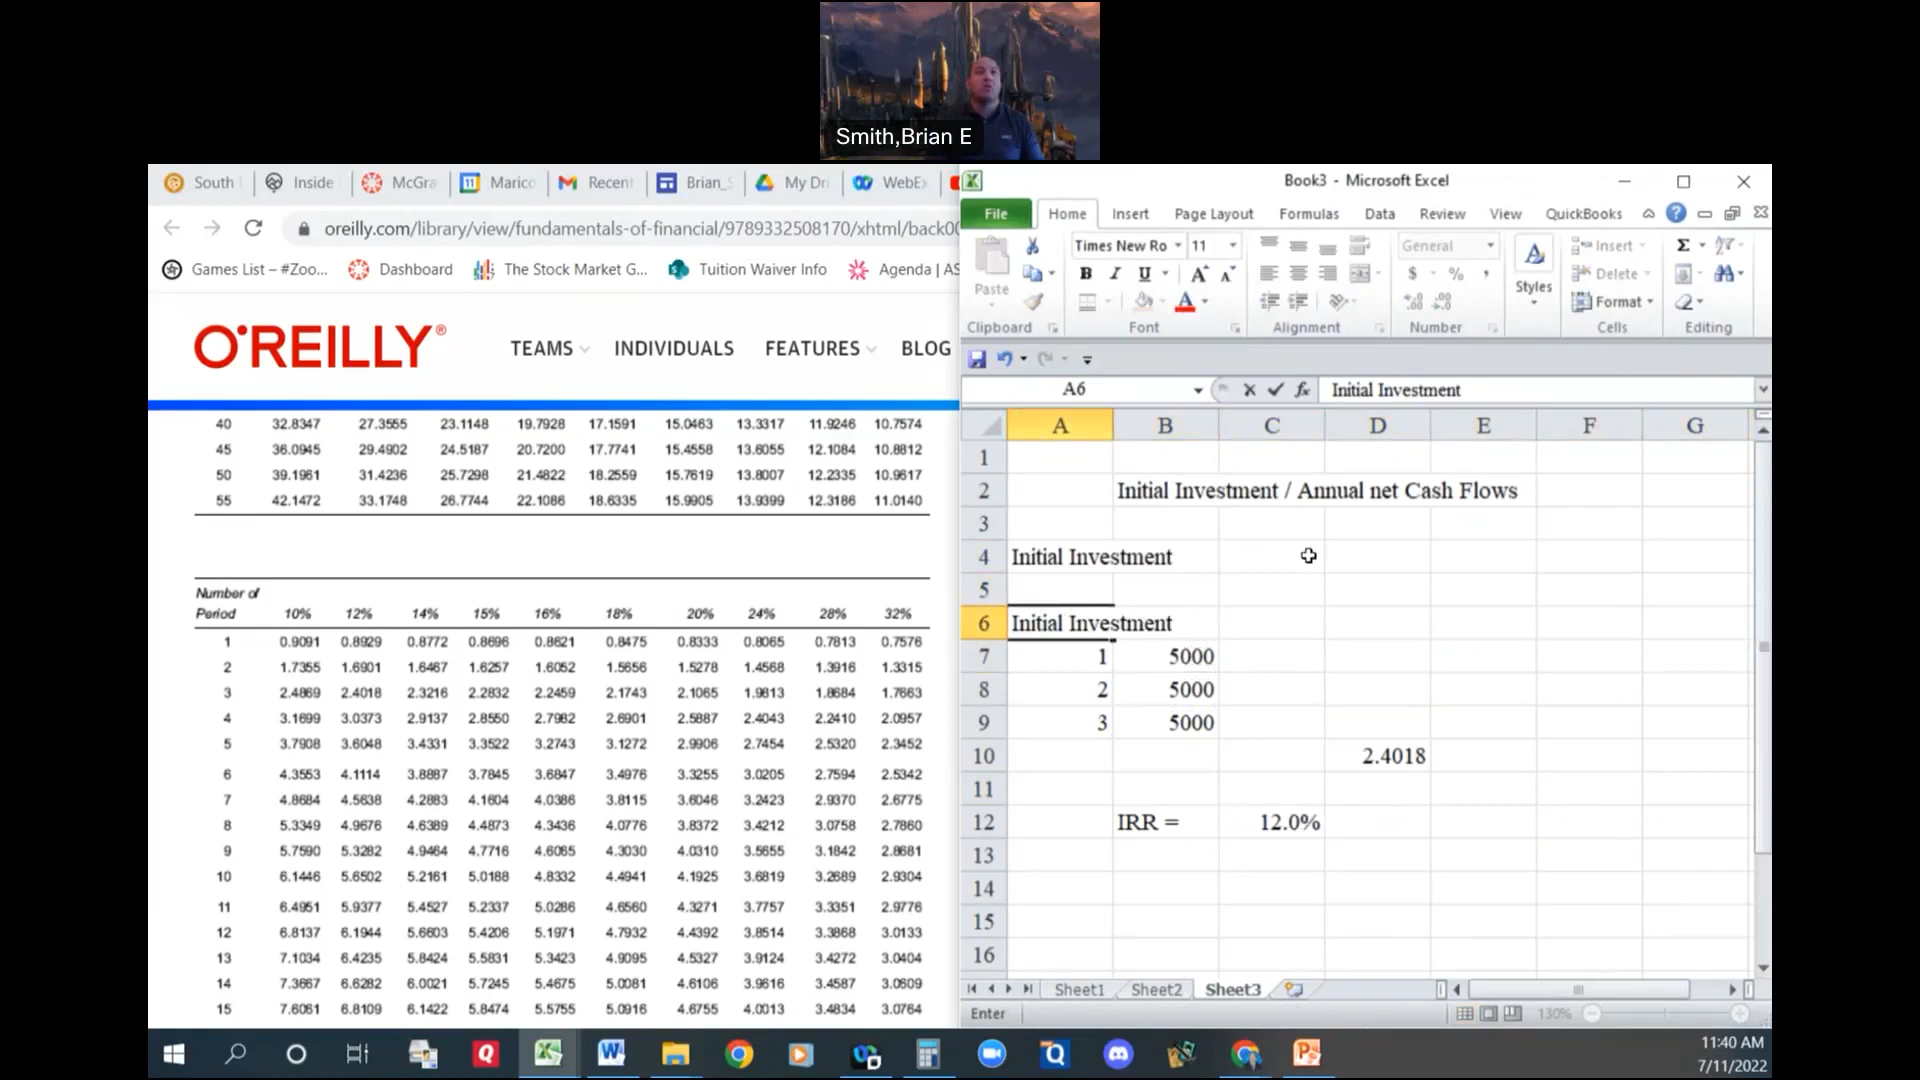 Smith,Brian E
South
Inside
McGra
11 Marico
Recent
Brian_S
My Dri
WebEx
oreilly.com/library/view/fundamentals-of-financial/9789332508170/xhtml/back00
Games List – #Zoo...
Dashboard
The Stock Market G...
Tuition Waiver Info
Agenda | AS
O'REILLY®
TEAMS INDIVIDUALS FEATURES BLOG
40 32.8347 27.3555 23.1148 19.7928 17.1591 15.0463 13.3317 11.9246 10.7574
45 36.0945 29.4902 24.5187 20.7200 17.7741 15.4558 13.6055 12.1084 10.8812
50 39.1961 31.4236 25.7298 21.4822 18.2559 15.7619 13.8007 12.2335 10.9617
55 42.1472 33.1748 26.7744 22.1086 18.6335 15.9905 13.9399 12.3186 11.0140
Number of
Period 10% 12% 14% 15% 16% 18% 20% 24% 28% 32%
1 0.9091 0.8929 0.8772 0.8696 0.8621 0.8475 0.8333 0.8065 0.7813 0.7576
2 1.7355 1.6901 1.6467 1.6257 1.6052 1.5656 1.5278 1.4568 1.3916 1.3315
3 2.4869 2.4018 2.3216 2.2832 2.2459 2.1743 2.1065 1.9813 1.8684 1.7663
4 3.1699 3.0373 2.9137 2.8550 2.7982 2.6901 2.5887 2.4043 2.2410 2.0957
5 3.7908 3.6048 3.4331 3.3522 3.2743 3.1272 2.9906 2.7454 2.5320 2.3452
6 4.3553 4.1114 3.8887 3.7845 3.6847 3.4976 3.3255 3.0205 2.7594 2.5342
7 4.8684 4.5638 4.2883 4.1604 4.0386 3.8115 3.6046 3.2423 2.9370 2.6775
8 5.3349 4.9676 4.6389 4.4873 4.3436 4.0776 3.8372 3.4212 3.0758 2.7860
9 5.7590 5.3282 4.9464 4.7716 4.6065 4.3030 4.0310 3.5655 3.1842 2.8681
10 6.1446 5.6502 5.2161 5.0188 4.8332 4.4941 4.1925 3.6819 3.2689 2.9304
11 6.4951 5.9377 5.4527 5.2337 5.0286 4.6560 4.3271 3.7757 3.3351 2.9776
12 6.8137 6.1944 5.6603 5.4206 5.1971 4.7932 4.4392 3.8514 3.3868 3.0133
13 7.1034 6.4235 5.8424 5.5831 5.3423 4.9095 4.5327 3.9124 3.4272 3.0404
14 7.3667 6.6282 6.0021 5.7245 5.4675 5.0081 4.6106 3.9616 3.4587 3.0609
15 7.6061 6.8109 6.1422 5.8474 5.5755 5.0916 4.6755 4.0013 3.4834 3.0764
Book3 - Microsoft Excel
File Home Insert Page Layout Formulas Data Review View QuickBooks
Times New Ro 11
General
Paste
B I U A A
A
$ % ,
Styles
Insert
Delete
Format
Σ
Clipboard Font Alignment Number Cells Editing
A6 fx Initial Investment
A B C D E F G
1
2 Initial Investment / Annual net Cash Flows
3
4 Initial Investment
5
6 Initial Investment
7 1 5000
8 2 5000
9 3 5000
10 2.4018
11
12 IRR = 12.0%
13
14
15
16
Sheet1 Sheet2 Sheet3
Enter 130%
11:40 AM
7/11/2022